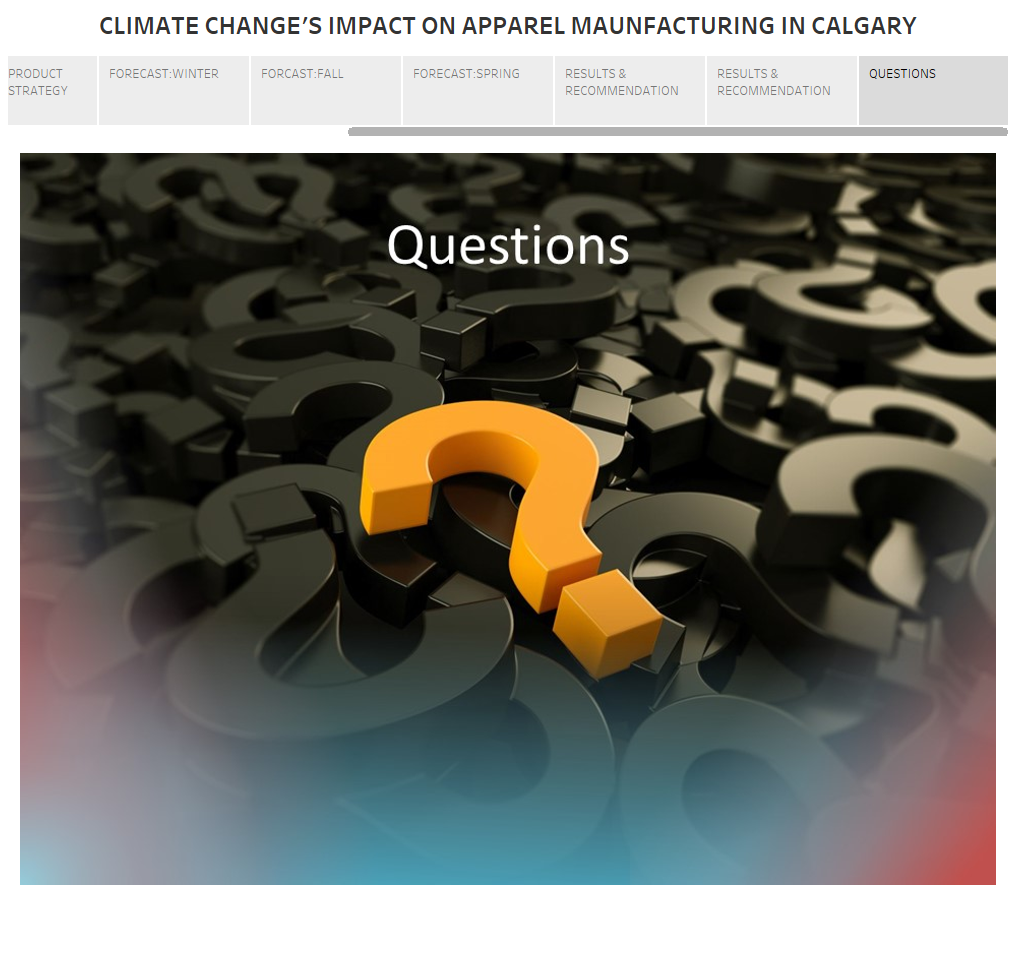 CLIMATE CHANGE’S IMPACT ON APPAREL MAUNFACTURING IN CALGARY
PRODUCT
STRATEGY
FORECAST:WINTER
FORCAST:FALL
FORECAST:SPRING
RESULTS &
RECOMMENDATION
RESULTS &
RECOMMENDATION
QUESTIONS
Questions